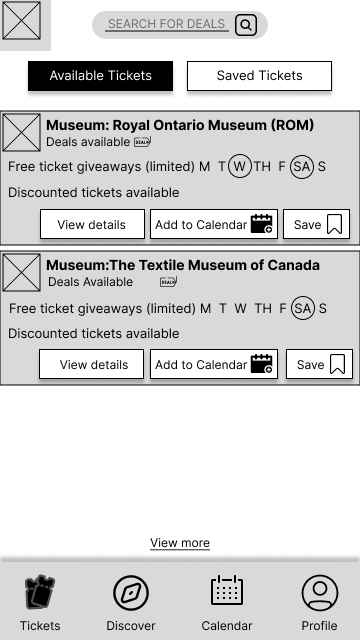 SEARCH FOR DEALS
Available Tickets Saved Tickets
Museum: Royal Ontario Museum (ROM)
Deals available DEALS
Free ticket giveaways (limited) M T W TH F SA S
Discounted tickets available
View details Add to Calendar Save
Museum:The Textile Museum of Canada
Deals Available DEALS
Free ticket giveaways (limited) M T W TH F SA S
Discounted tickets available
View details Add to Calendar Save
View more
Tickets Discover Calendar Profile